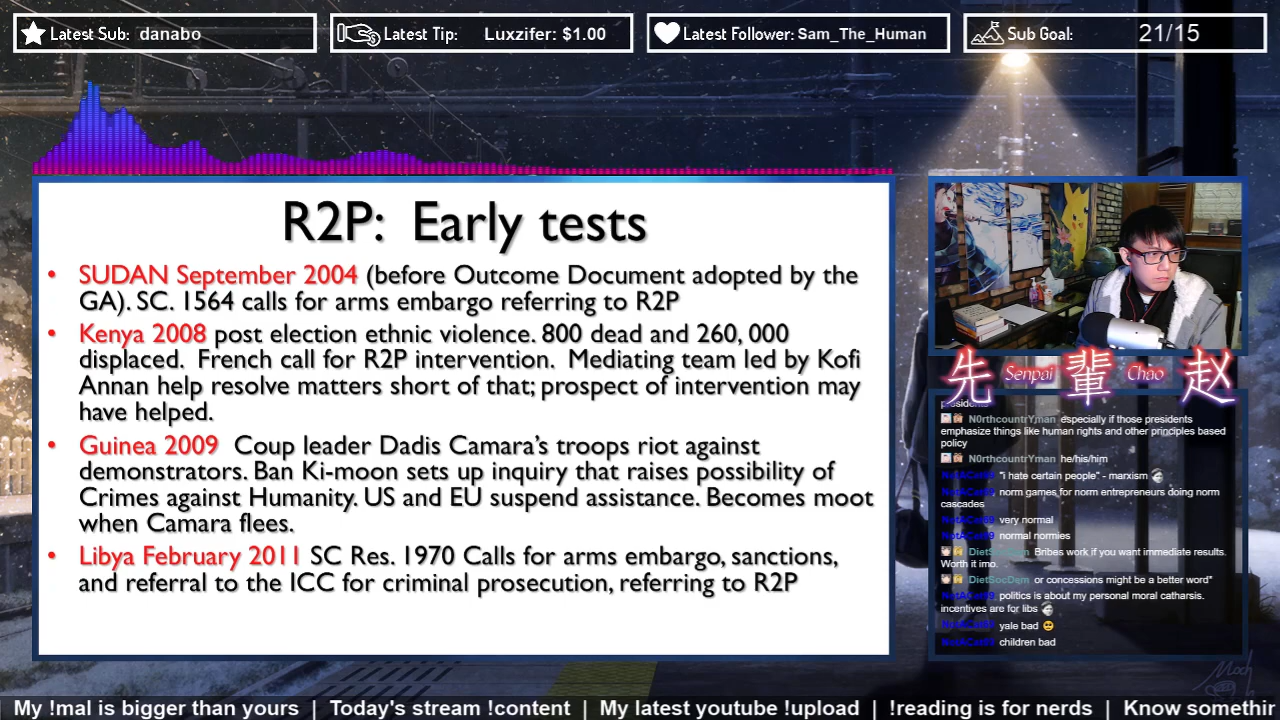 Latest Sub: danabo
Latest Tip: Luxzifer: $1.00
Latest Follower: Sam_The_Human
Sub Goal: 21/15
R2P: Early tests
• SUDAN September 2004 (before Outcome Document adopted by the
GA). SC. 1564 calls for arms embargo referring to R2P
• Kenya 2008 post election ethnic violence. 800 dead and 260, 000
displaced. French call for R2P intervention. Mediating team led by Kofi
Annan help resolve matters short of that; prospect of intervention may
have helped.
• Guinea 2009 Coup leader Dadis Camara's troops riot against
demonstrators. Ban Ki-moon sets up inquiry that raises possibility of
Crimes against Humanity. US and EU suspend assistance. Becomes moot
when Camara flees.
• Libya February 2011 SC Res. 1970 Calls for arms embargo, sanctions,
and referral to the ICC for criminal prosecution, referring to R2P
先 Senpai 輩 Chao 赵
presidents
N0rthcountrYman especially if those presidents
emphasize things like human rights and other principles based
policy
N0rthcountrYman he/his/him
NotACat69 "i hate certain people" - marxism
NotACat69 norm games for norm entrepreneurs doing norm
cascades
NotACat69 very normal
NotACat69 normal normies
DietSocDem Bribes work if you want immediate results.
Worth it imo.
DietSocDem or concessions might be a better word*
NotACat69 politics is about my personal moral catharsis.
incentives are for libs
NotACat69 yale bad
NotACat69 children bad
My !mal is bigger than yours | Today's stream !content | My latest youtube !upload | !reading is for nerds | Know somethir